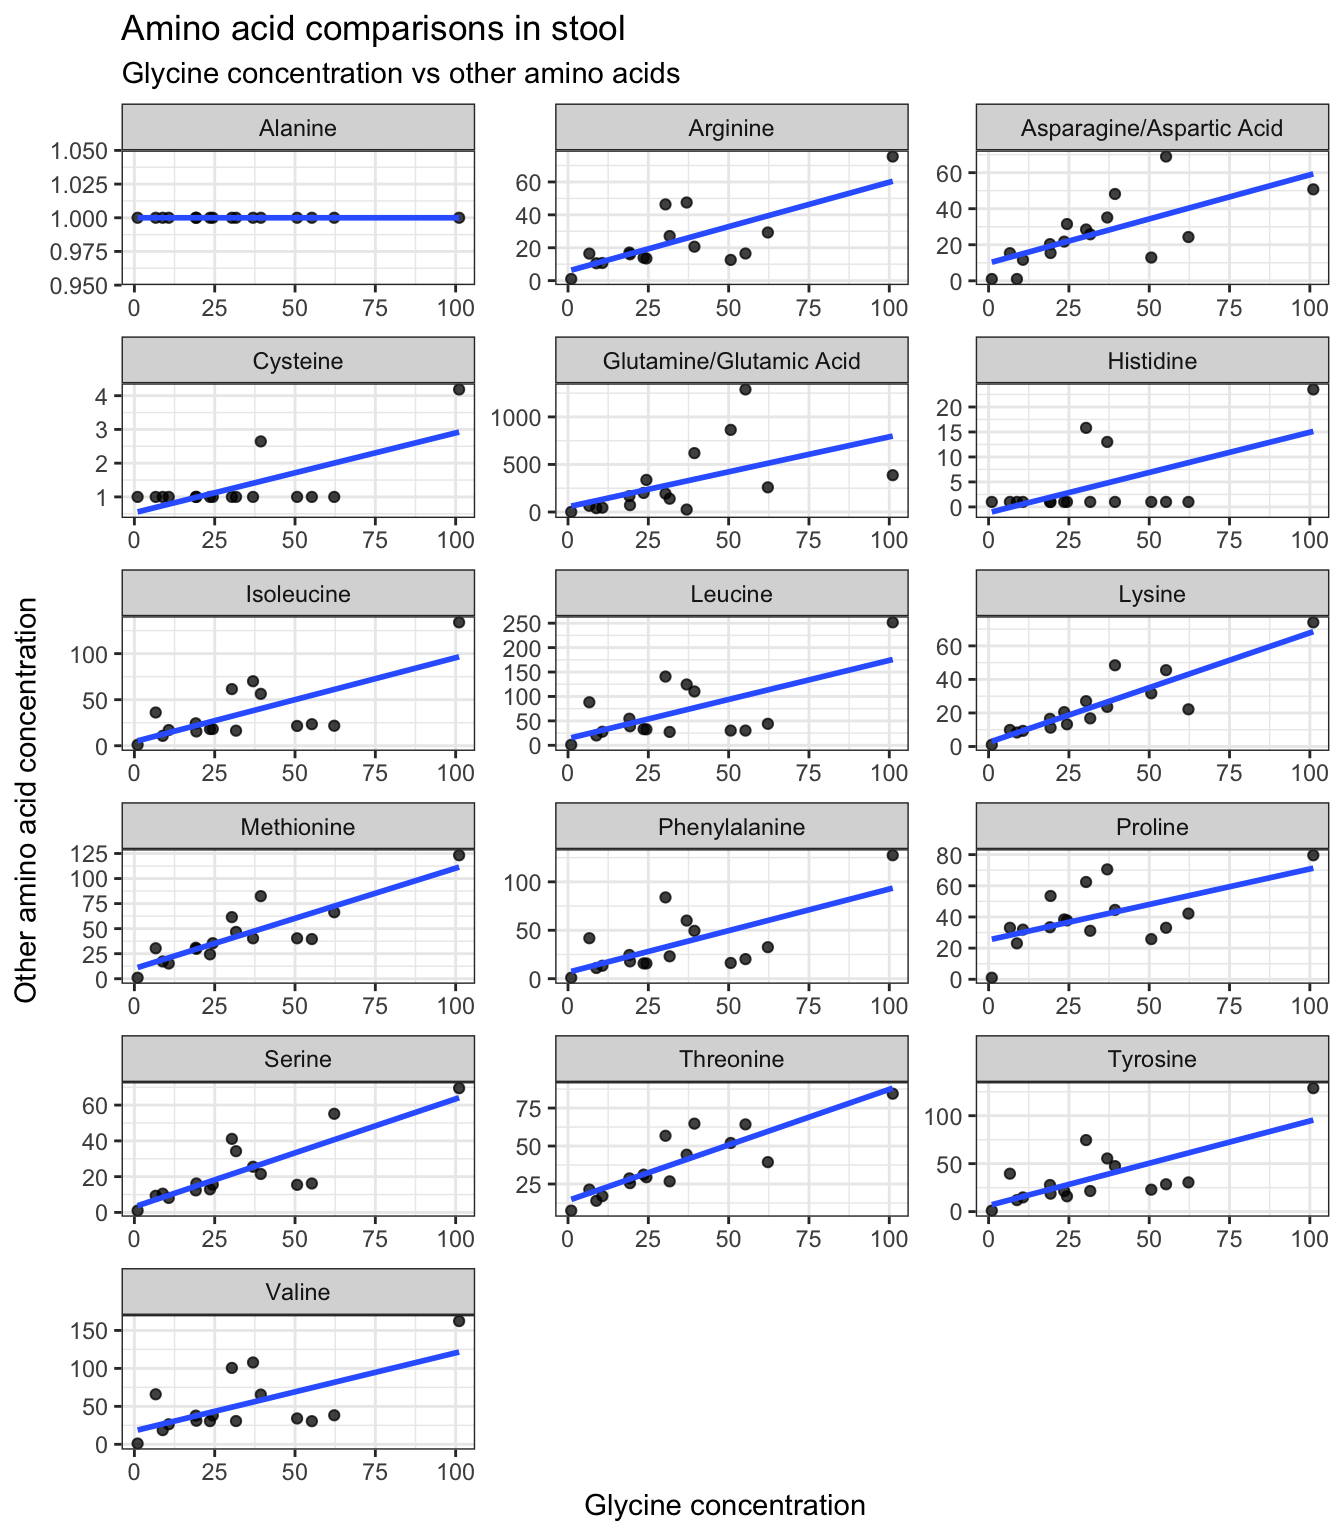 Amino acid comparisons in stool
Glycine concentration vs other amino acids
Alanine
Arginine
Asparagine/Aspartic Acid
1.050
1.025
1.000
0.975
0.950
60
40
20
0
60
40
20
0
0 25 50 75 100
0 25 50 75 100
0 25 50 75 100
Cysteine
Glutamine/Glutamic Acid
Histidine
4
3
2
1
1000
500
0
20
15
10
5
0
0 25 50 75 100
0 25 50 75 100
0 25 50 75 100
Other amino acid concentration
Isoleucine
Leucine
Lysine
100
50
0
250
200
150
100
50
0
60
40
20
0
0 25 50 75 100
0 25 50 75 100
0 25 50 75 100
Methionine
Phenylalanine
Proline
125
100
75
50
25
0
100
50
0
80
60
40
20
0
0 25 50 75 100
0 25 50 75 100
0 25 50 75 100
Serine
Threonine
Tyrosine
60
40
20
0
75
50
25
100
50
0
0 25 50 75 100
0 25 50 75 100
0 25 50 75 100
Valine
150
100
50
0
0 25 50 75 100
Glycine concentration